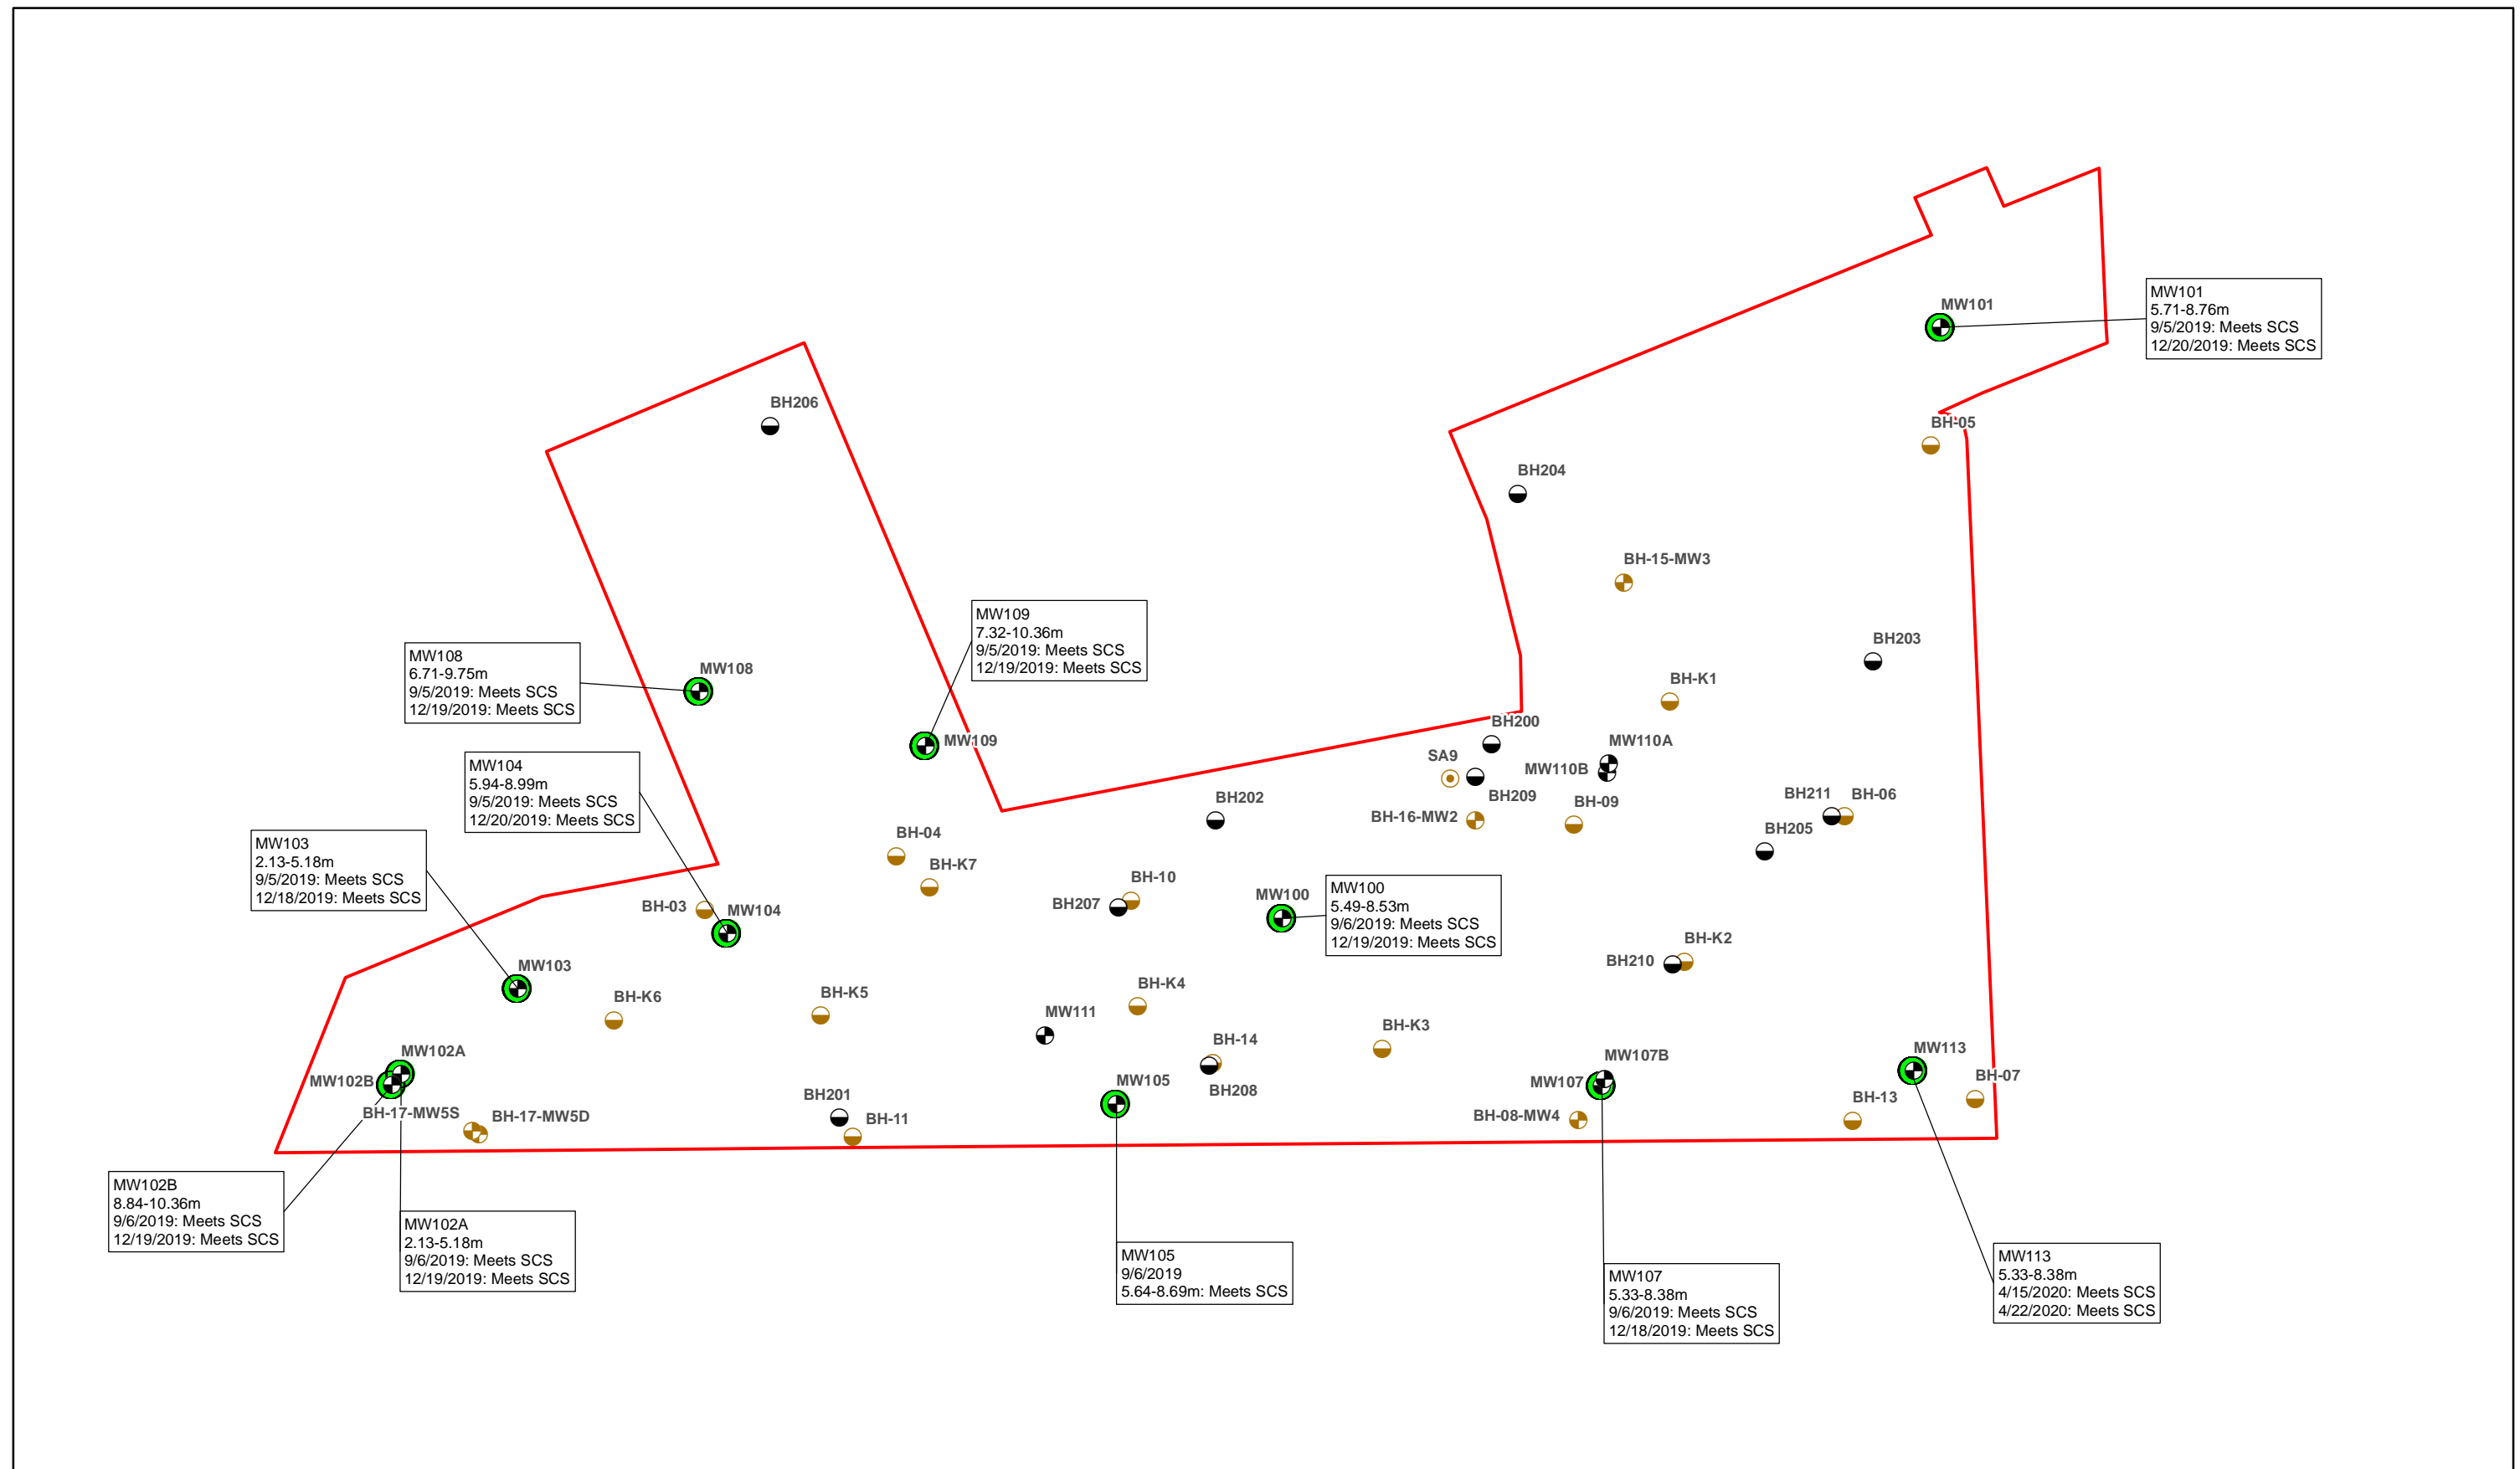 MW101
MW101
5.71-8.76m
9/5/2019: Meets SCS
12/20/2019: Meets SCS
BH206
BH-05
BH204
BH-15-MW3
MW109
7.32-10.36m
9/5/2019: Meets SCS
12/19/2019: Meets SCS
BH203
MW108
6.71-9.75m
9/5/2019: Meets SCS
12/19/2019: Meets SCS
MW108
BH-K1
BH200
MW109
MW110A
SA9
MW110B
MW104
5.94-8.99m
9/5/2019: Meets SCS
12/20/2019: Meets SCS
BH202
BH209
BH-16-MW2
BH-09
BH211
BH-06
BH205
BH-04
BH-K7
MW103
2.13-5.18m
9/5/2019: Meets SCS
12/18/2019: Meets SCS
BH-10
BH207
MW100
MW100
5.49-8.53m
9/6/2019: Meets SCS
12/19/2019: Meets SCS
BH-03
MW104
BH-K2
BH210
MW103
BH-K6
BH-K5
BH-K4
MW111
BH-K3
BH-14
MW102A
MW102B
MW107B
MW107
MW113
BH-07
MW105
BH208
BH-17-MW5S
BH-17-MW5D
BH201
BH-11
BH-08-MW4
BH-13
MW102B
8.84-10.36m
9/6/2019: Meets SCS
12/19/2019: Meets SCS
MW102A
2.13-5.18m
9/6/2019: Meets SCS
12/19/2019: Meets SCS
MW105
9/6/2019
5.64-8.69m: Meets SCS
MW107
5.33-8.38m
9/6/2019: Meets SCS
12/18/2019: Meets SCS
MW113
5.33-8.38m
4/15/2020: Meets SCS
4/22/2020: Meets SCS